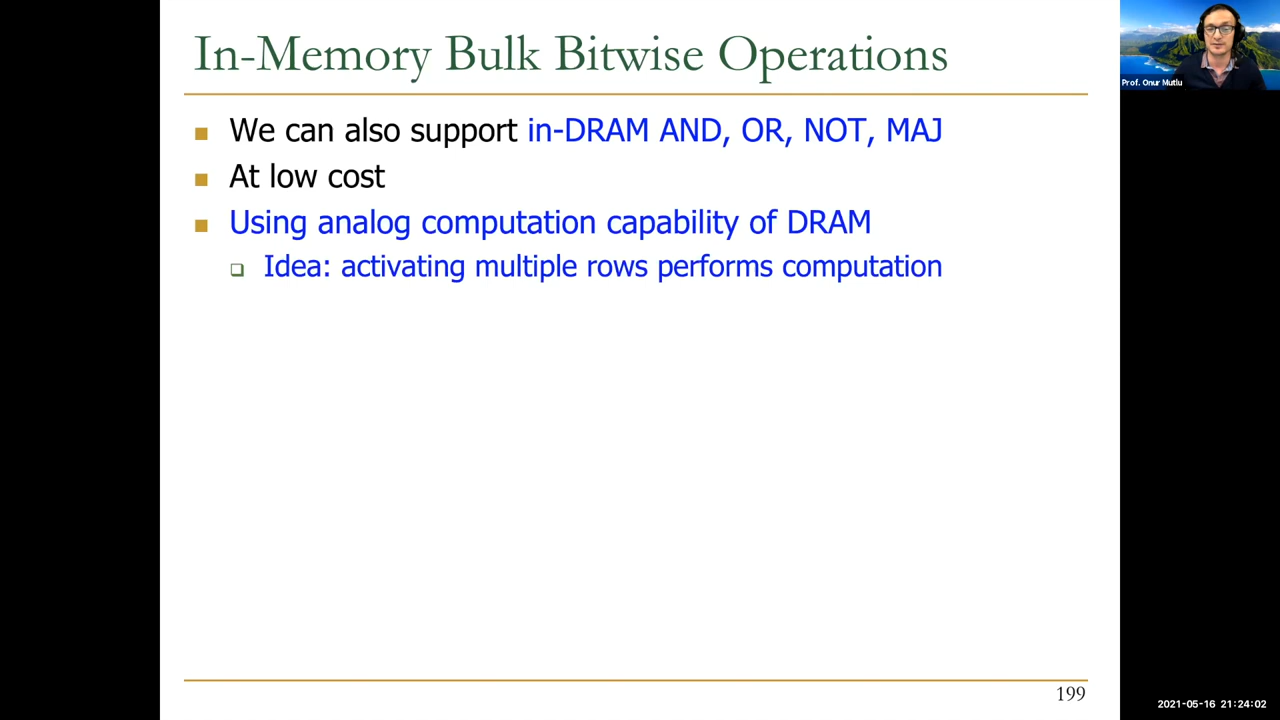 In-Memory Bulk Bitwise Operations
We can also support in-DRAM AND, OR, NOT, MAJ
At low cost
Using analog computation capability of DRAM
Idea: activating multiple rows performs computation
199
Prof. Onur Mutlu
2021-05-16 21:24:02